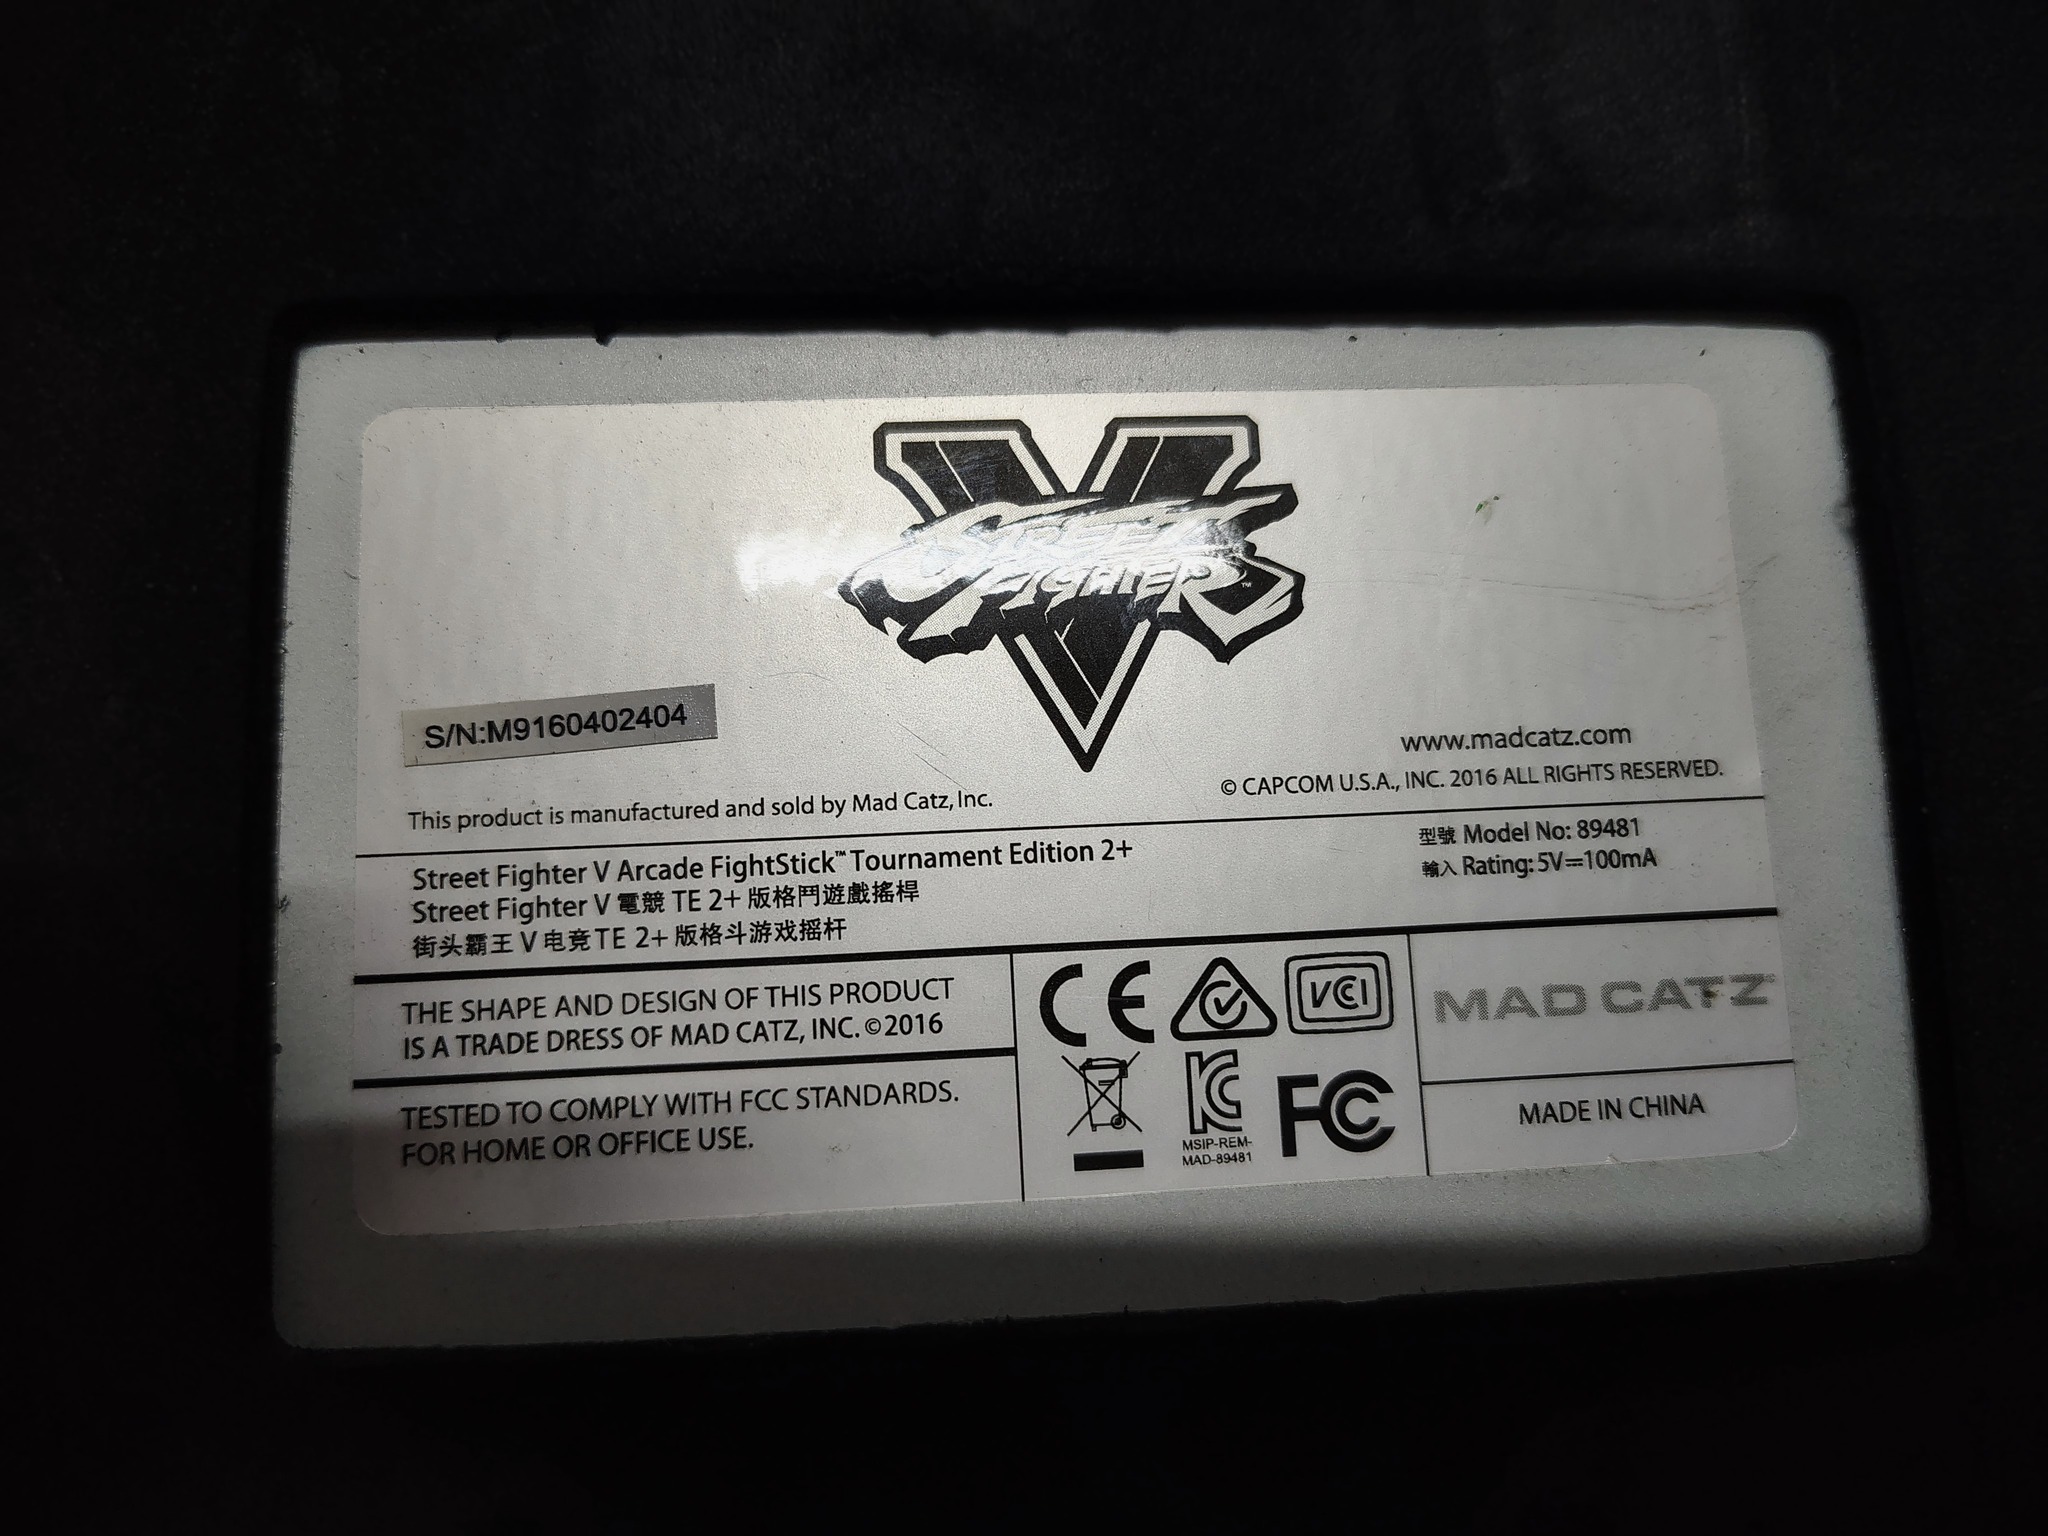 STREET
FIGHTER™
S/N:M9160402404
www.madcatz.com
© CAPCOM U.S.A., INC. 2016 ALL RIGHTS RESERVED.
This product is manufactured and sold by Mad Catz, Inc.
Street Fighter V Arcade FightStick™ Tournament Edition 2+
Street Fighter V 電競 TE 2+ 版格鬥遊戲搖桿
街头霸王 V 电竞 TE 2+ 版格斗游戏摇杆
型號 Model No: 89481
輸入 Rating: 5V⎓100mA
THE SHAPE AND DESIGN OF THIS PRODUCT
IS A TRADE DRESS OF MAD CATZ, INC. ©2016
TESTED TO COMPLY WITH FCC STANDARDS.
FOR HOME OR OFFICE USE.
CE
VCI
KC
MSIP-REM-
MAD-89481
FC
MAD CATZ
MADE IN CHINA